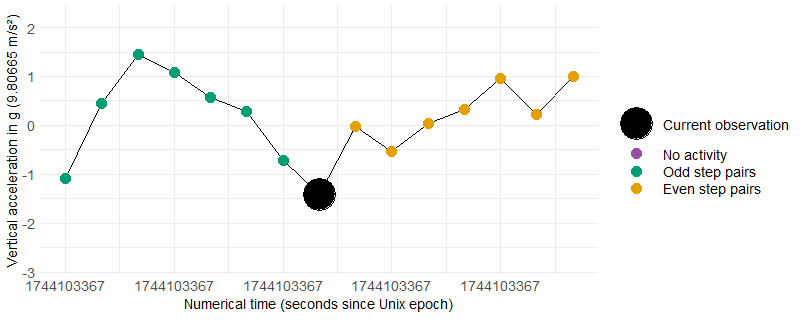 Vertical acceleration in g (9.80665 m/s²)
2
1
0
-1
-2
-3
1744103367 1744103367 1744103367 1744103367 1744103367
Numerical time (seconds since Unix epoch)
Current observation
No activity
Odd step pairs
Even step pairs